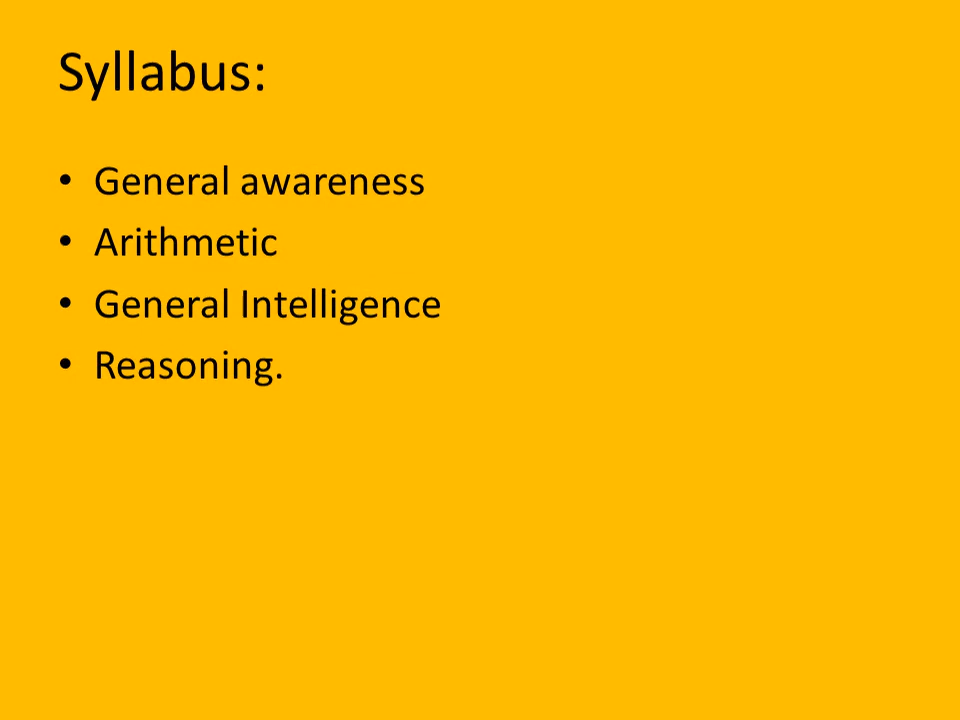 Syllabus:
• General awareness
• Arithmetic
• General Intelligence
• Reasoning.